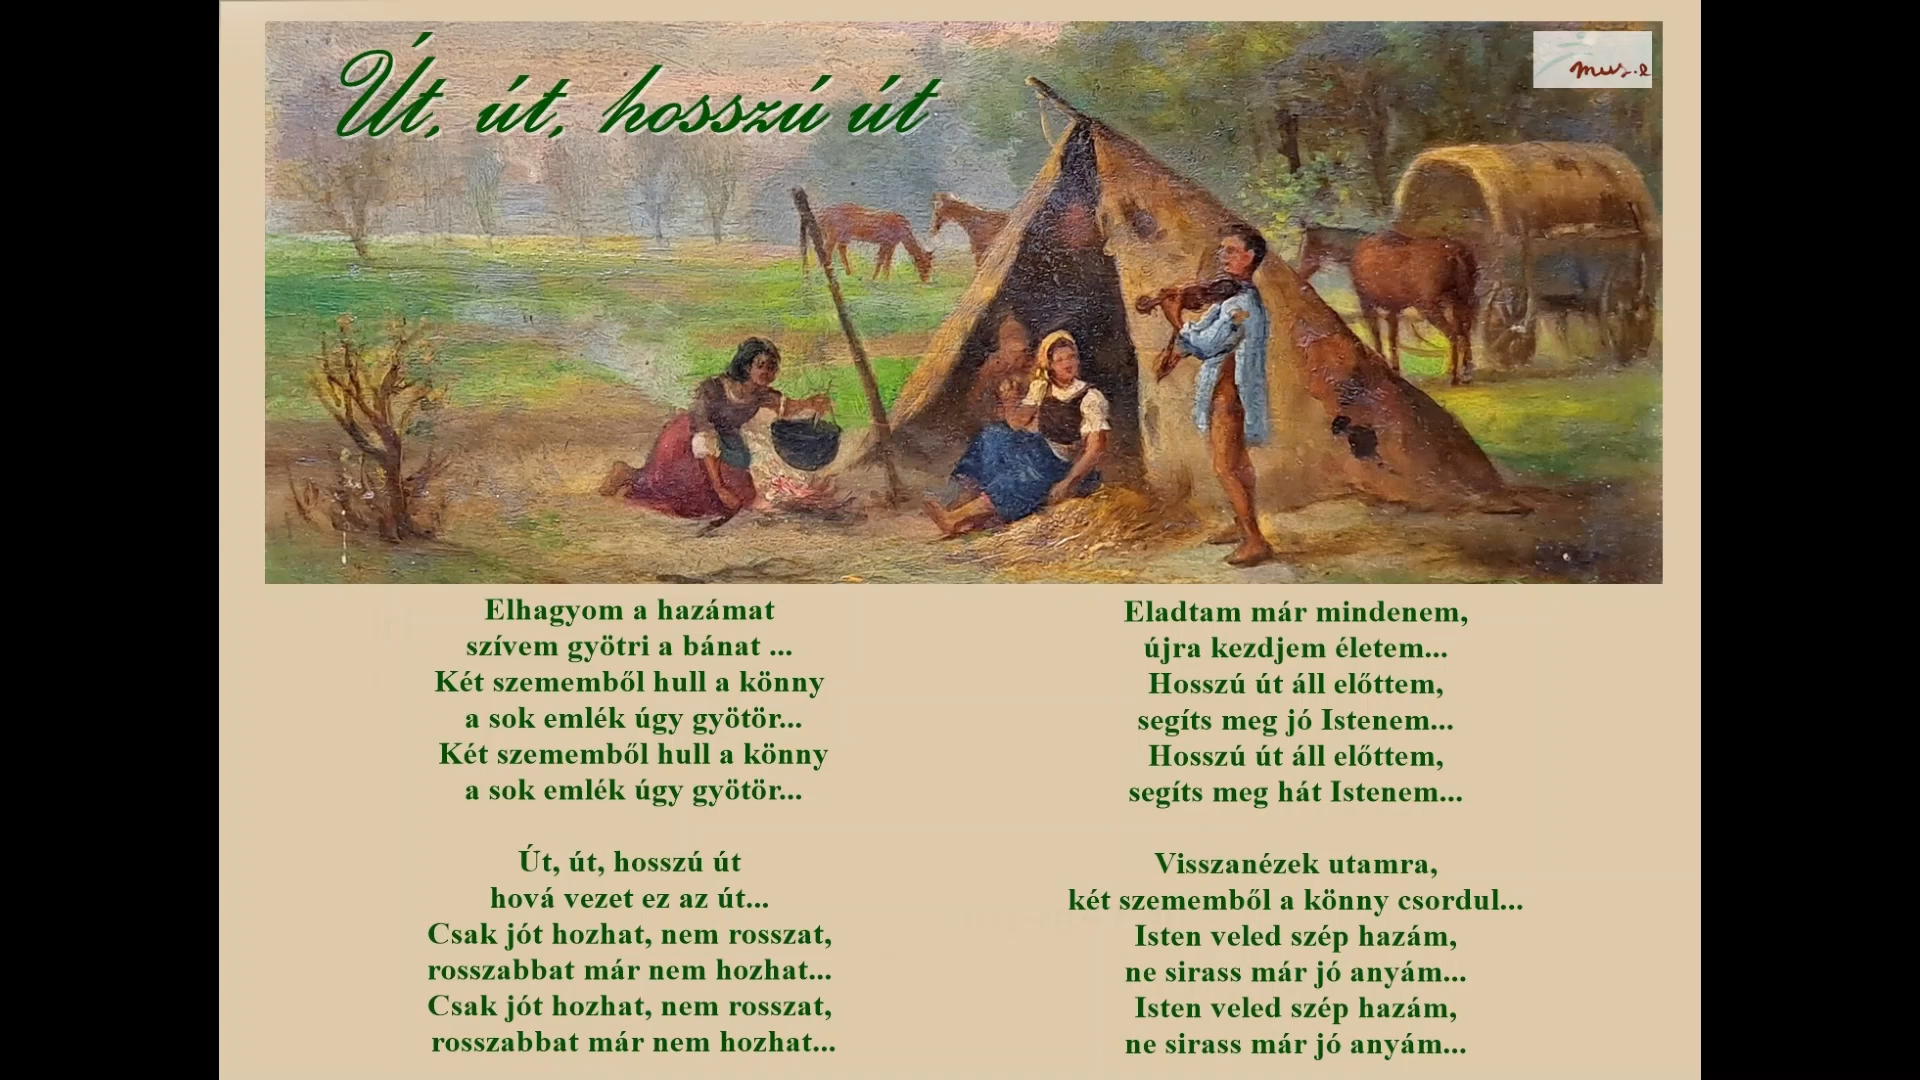 Út, út, hosszú út
mus-e
Elhagyom a hazámat
szívem gyötri a bánat ...
Két szememből hull a könny
a sok emlék úgy gyötör...
Két szememből hull a könny
a sok emlék úgy gyötör...
Út, út, hosszú út
hová vezet ez az út...
Csak jót hozhat, nem rosszat,
rosszabbat már nem hozhat...
Csak jót hozhat, nem rosszat,
rosszabbat már nem hozhat...
Eladtam már mindenem,
újra kezdjem életem...
Hosszú út áll előttem,
segíts meg jó Istenem...
Hosszú út áll előttem,
segíts meg hát Istenem...
Visszanézek utamra,
két szememből a könny csordul...
Isten veled szép hazám,
ne sirass már jó anyám...
Isten veled szép hazám,
ne sirass már jó anyám...